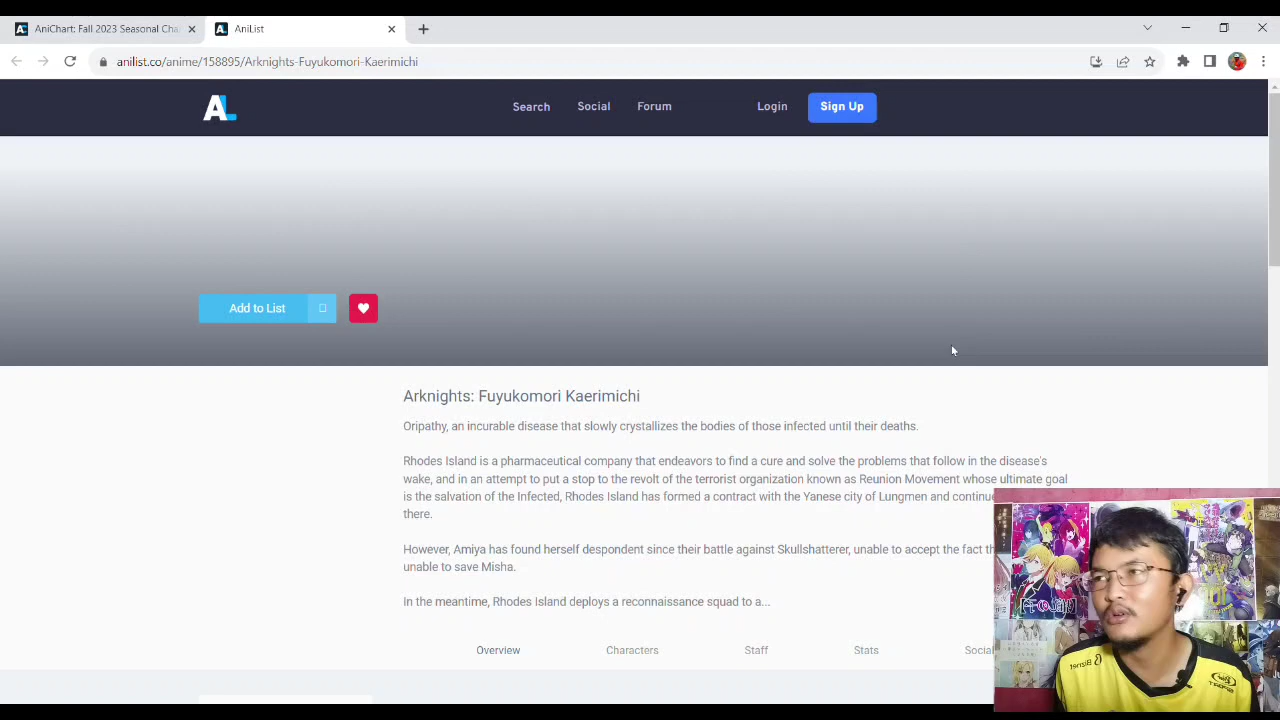 AniChart: Fall 2023 Seasonal Cha
AniList
anilist.co/anime/158895/Arknights-Fuyukomori-Kaerimichi
AL
Search
Social
Forum
Login
Sign Up
Add to List
Arknights: Fuyukomori Kaerimichi
Oripathy, an incurable disease that slowly crystallizes the bodies of those infected until their deaths.
Rhodes Island is a pharmaceutical company that endeavors to find a cure and solve the problems that follow in the disease's
wake, and in an attempt to put a stop to the revolt of the terrorist organization known as Reunion Movement whose ultimate goal
is the salvation of the Infected, Rhodes Island has formed a contract with the Yanese city of Lungmen and continue
there.
However, Amiya has found herself despondent since their battle against Skullshatterer, unable to accept the fact th
unable to save Misha.
In the meantime, Rhodes Island deploys a reconnaissance squad to a...
Overview
Characters
Staff
Stats
Social
Biznet